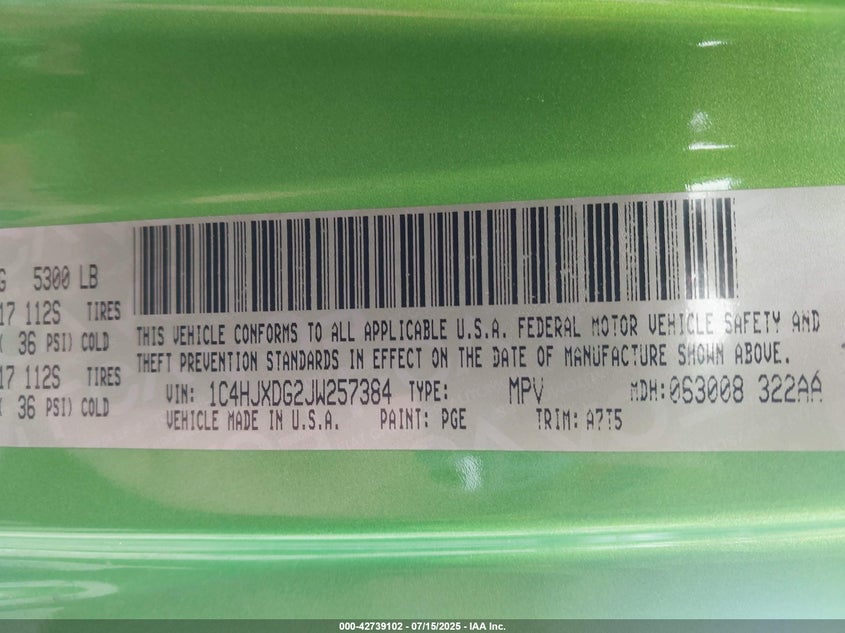 G 5300 LB
17 112S TIRES
36 PSI) COLD
17 112S TIRES
36 PSI) COLD
THIS VEHICLE CONFORMS TO ALL APPLICABLE U.S.A. FEDERAL MOTOR VEHICLE SAFETY AND
THEFT PREVENTION STANDARDS IN EFFECT ON THE DATE OF MANUFACTURE SHOWN ABOVE.
VIN: 1C4HJXDG2JW257384 TYPE: MPV MDH:063008 322AA
VEHICLE MADE IN U.S.A. PAINT: PGE TRIM: A7T5
000-42739102 - 07/15/2025 - IAA Inc.